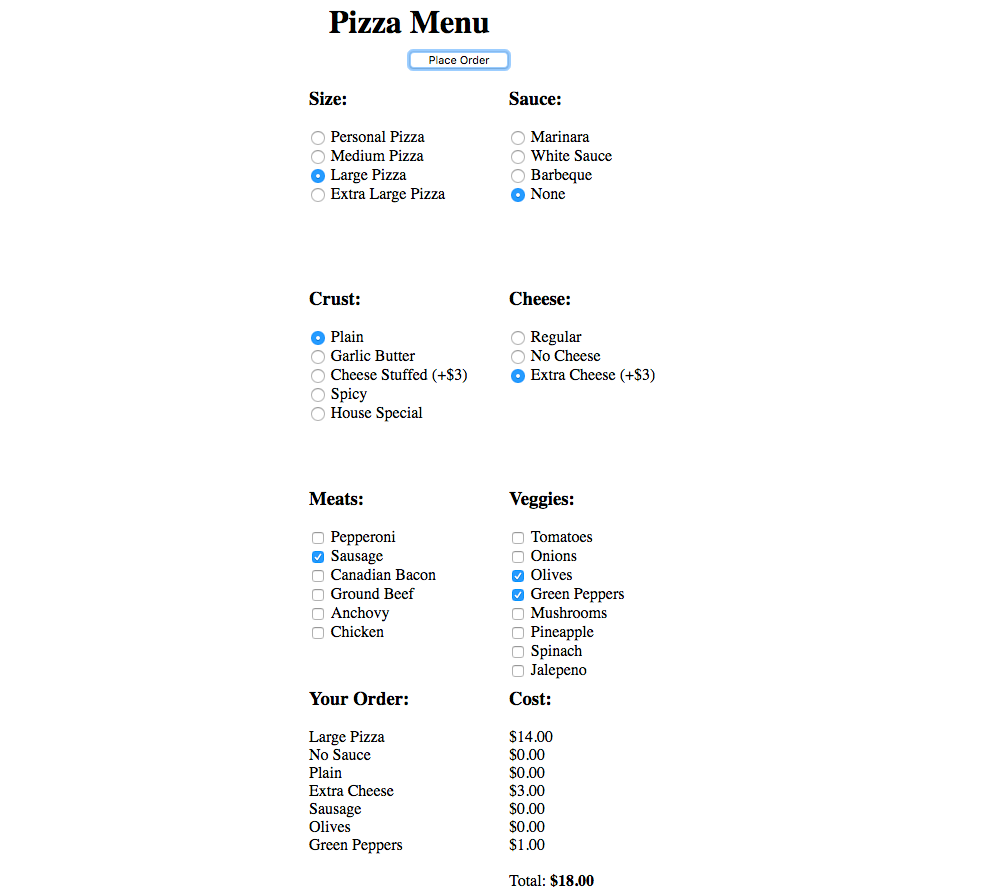 Pizza Menu
Place Order
Size:
Personal Pizza
Medium Pizza
Large Pizza
Extra Large Pizza
Sauce:
Marinara
White Sauce
Barbeque
None
Crust:
Plain
Garlic Butter
Cheese Stuffed (+$3)
Spicy
House Special
Cheese:
Regular
No Cheese
Extra Cheese (+$3)
Meats:
Pepperoni
Sausage
Canadian Bacon
Ground Beef
Anchovy
Chicken
Veggies:
Tomatoes
Onions
Olives
Green Peppers
Mushrooms
Pineapple
Spinach
Jalepeno
Your Order: Cost:
Large Pizza $14.00
No Sauce $0.00
Plain $0.00
Extra Cheese $3.00
Sausage $0.00
Olives $0.00
Green Peppers $1.00
Total: $18.00